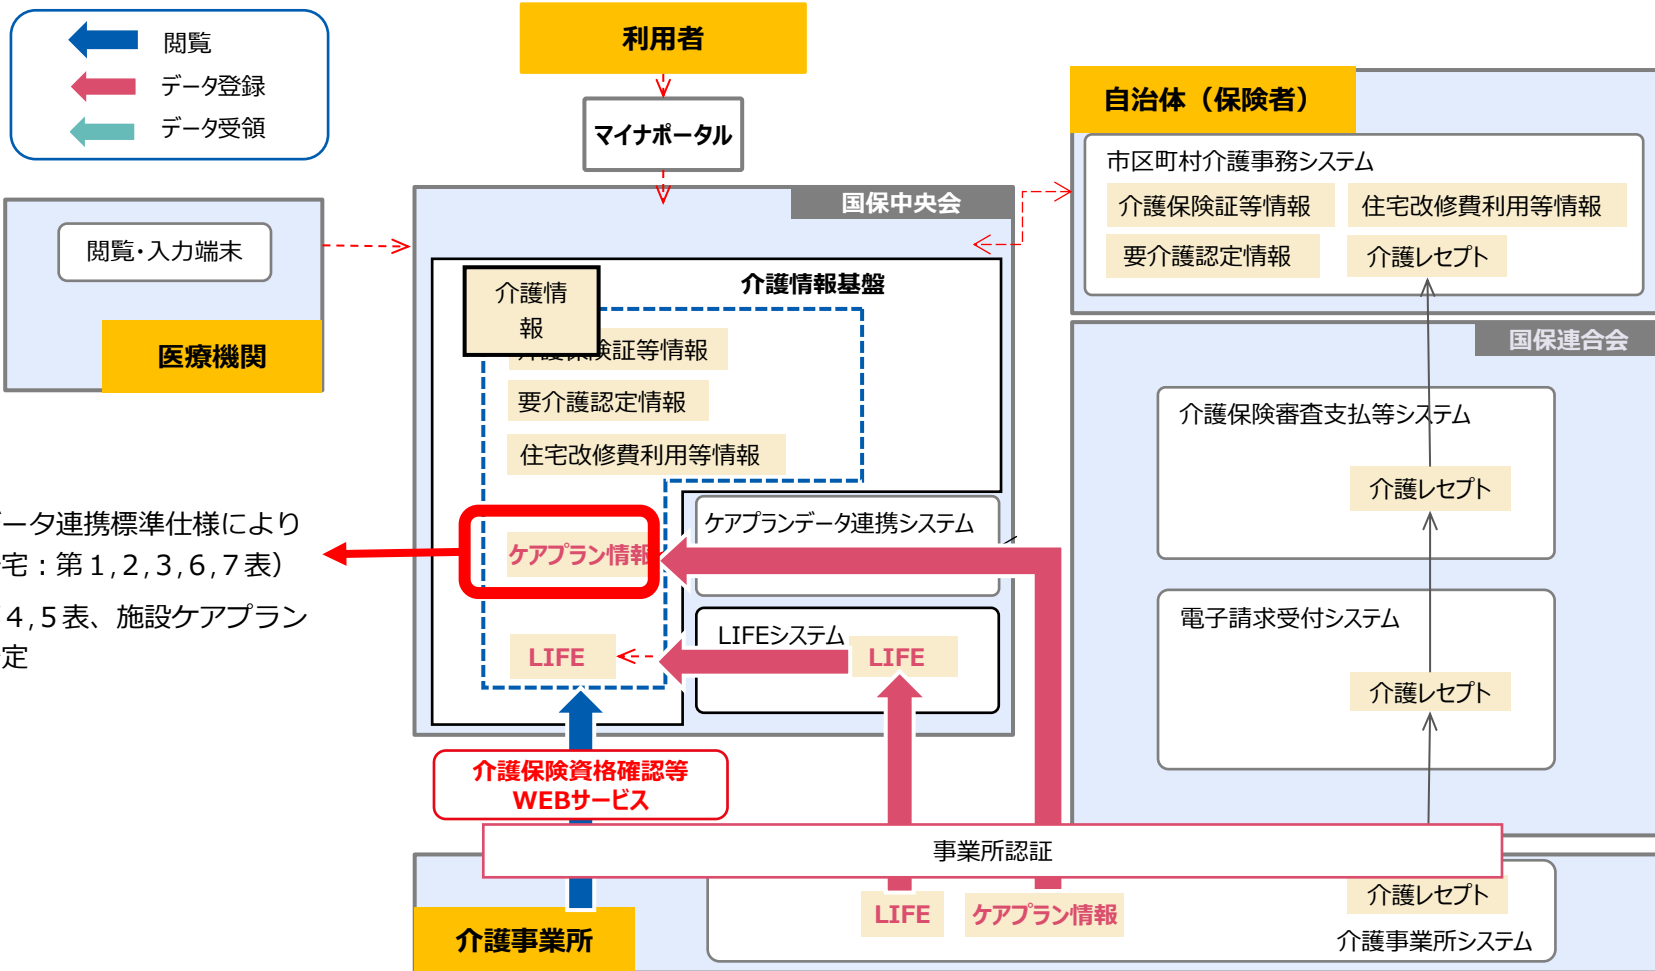 閲覧
データ登録
データ受領
利用者
マイナポータル
自治体（保険者）
市区町村介護事務システム
介護保険証等情報
住宅改修費利用等情報
要介護認定情報
介護レセプト
国保中央会
閲覧・入力端末
医療機関
介護情報基盤
介護情
報
介護保険証等情報
要介護認定情報
住宅改修費利用等情報
ケアプラン情報
LIFE
ケアプランデータ連携システム
LIFEシステム
LIFE
国保連合会
介護保険審査支払等システム
介護レセプト
電子請求受付システム
介護レセプト
ータ連携標準仕様により
宅：第１,２,３,６,７表）
４,５表、施設ケアプラン
定
介護保険資格確認等
WEBサービス
事業所認証
LIFE
ケアプラン情報
介護レセプト
介護事業所システム
介護事業所